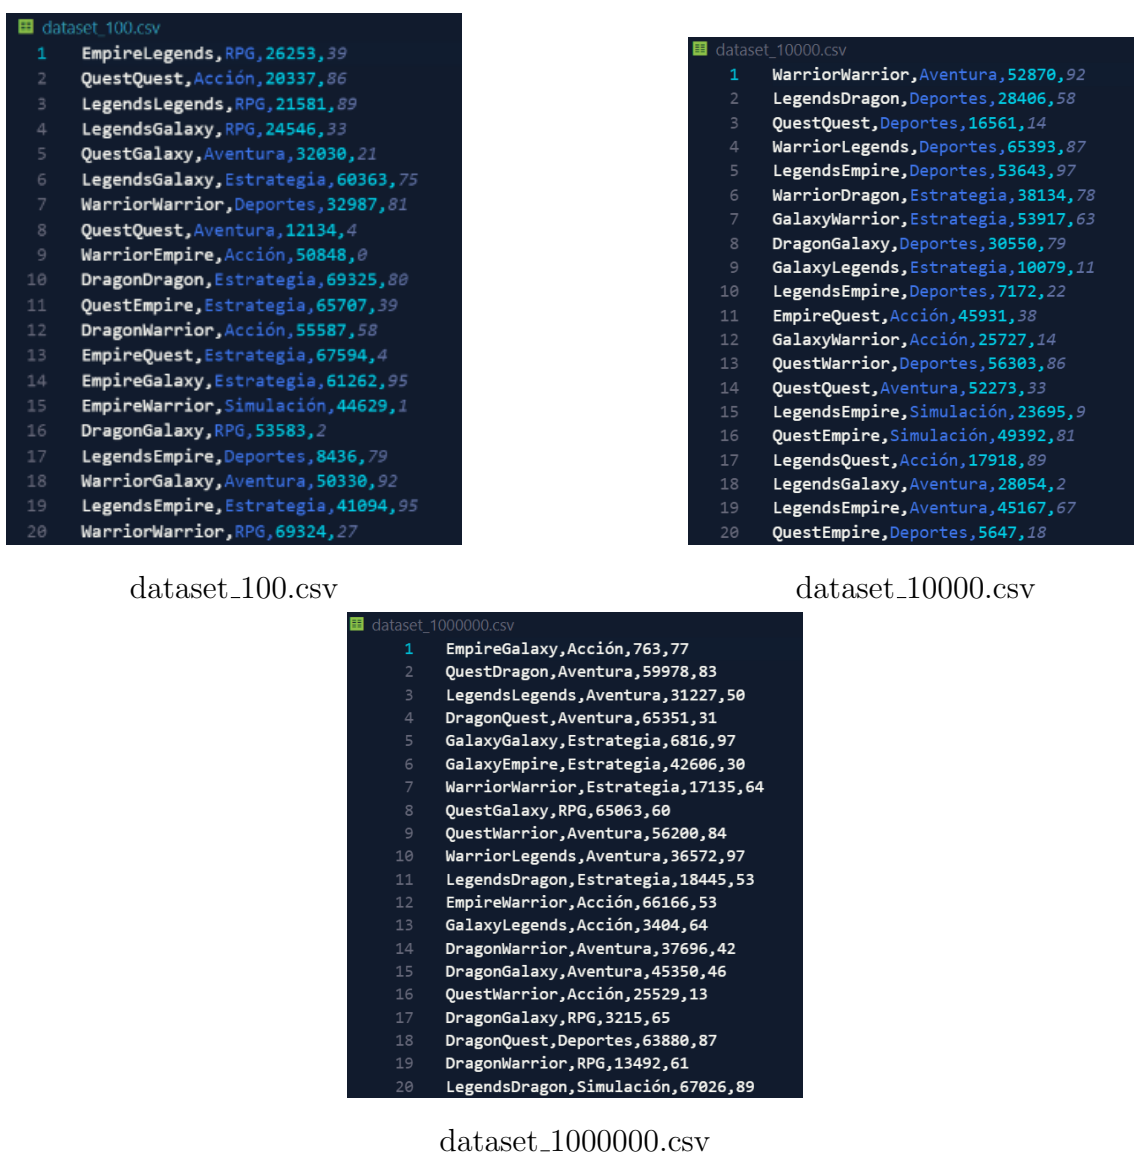 dataset_100.csv
1 EmpireLegends,RPG,26253,39
2 QuestQuest,Acción,20337,86
3 LegendsLegends,RPG,21581,89
4 LegendsGalaxy,RPG,24546,33
5 QuestGalaxy,Aventura,32030,21
6 LegendsGalaxy,Estrategia,60363,75
7 WarriorWarrior,Deportes,32987,81
8 QuestQuest,Aventura,12134,4
9 WarriorEmpire,Acción,50848,0
10 DragonDragon,Estrategia,69325,80
11 QuestEmpire,Estrategia,65707,39
12 DragonWarrior,Acción,55587,58
13 EmpireQuest,Estrategia,67594,4
14 EmpireGalaxy,Estrategia,61262,95
15 EmpireWarrior,Simulación,44629,1
16 DragonGalaxy,RPG,53583,2
17 LegendsEmpire,Deportes,8436,79
18 WarriorGalaxy,Aventura,50330,92
19 LegendsEmpire,Estrategia,41094,95
20 WarriorWarrior,RPG,69324,27
dataset_100.csv
dataset_10000.csv
1 WarriorWarrior,Aventura,52870,92
2 LegendsDragon,Deportes,28406,58
3 QuestQuest,Deportes,16561,14
4 WarriorLegends,Deportes,65393,87
5 LegendsEmpire,Deportes,53643,97
6 WarriorDragon,Estrategia,38134,78
7 GalaxyWarrior,Estrategia,53917,63
8 DragonGalaxy,Deportes,30550,79
9 GalaxyLegends,Estrategia,10079,11
10 LegendsEmpire,Deportes,7172,22
11 EmpireQuest,Acción,45931,38
12 GalaxyWarrior,Acción,25727,14
13 QuestWarrior,Deportes,56303,86
14 QuestQuest,Aventura,52273,33
15 LegendsEmpire,Simulación,23695,9
16 QuestEmpire,Simulación,49392,81
17 LegendsQuest,Acción,17918,89
18 LegendsGalaxy,Aventura,28054,2
19 LegendsEmpire,Aventura,45167,67
20 QuestEmpire,Deportes,5647,18
dataset_10000.csv
dataset_1000000.csv
1 EmpireGalaxy,Acción,763,77
2 QuestDragon,Aventura,59978,83
3 LegendsLegends,Aventura,31227,50
4 DragonQuest,Aventura,65351,31
5 GalaxyGalaxy,Estrategia,6816,97
6 GalaxyEmpire,Estrategia,42606,30
7 WarriorWarrior,Estrategia,17135,64
8 QuestGalaxy,RPG,65063,60
9 QuestWarrior,Aventura,56200,84
10 WarriorLegends,Aventura,36572,97
11 LegendsDragon,Estrategia,18445,53
12 EmpireWarrior,Acción,66166,53
13 GalaxyLegends,Acción,3404,64
14 DragonWarrior,Aventura,37696,42
15 DragonGalaxy,Aventura,45350,46
16 QuestWarrior,Acción,25529,13
17 DragonGalaxy,RPG,3215,65
18 DragonQuest,Deportes,63880,87
19 DragonWarrior,RPG,13492,61
20 LegendsDragon,Simulación,67026,89
dataset_1000000.csv